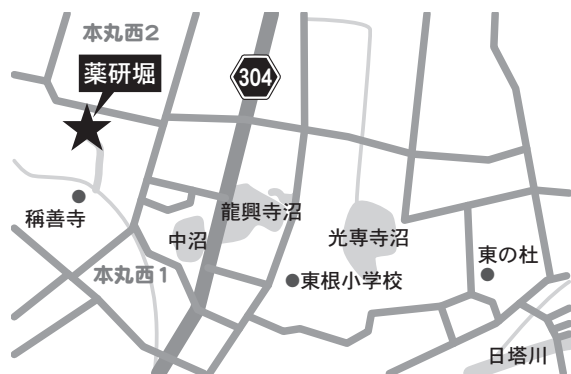 本丸西2
薬研堀
304
稱善寺
中沼
龍興寺沼
光専寺沼
東の杜
本丸西1
東根小学校
日塔川